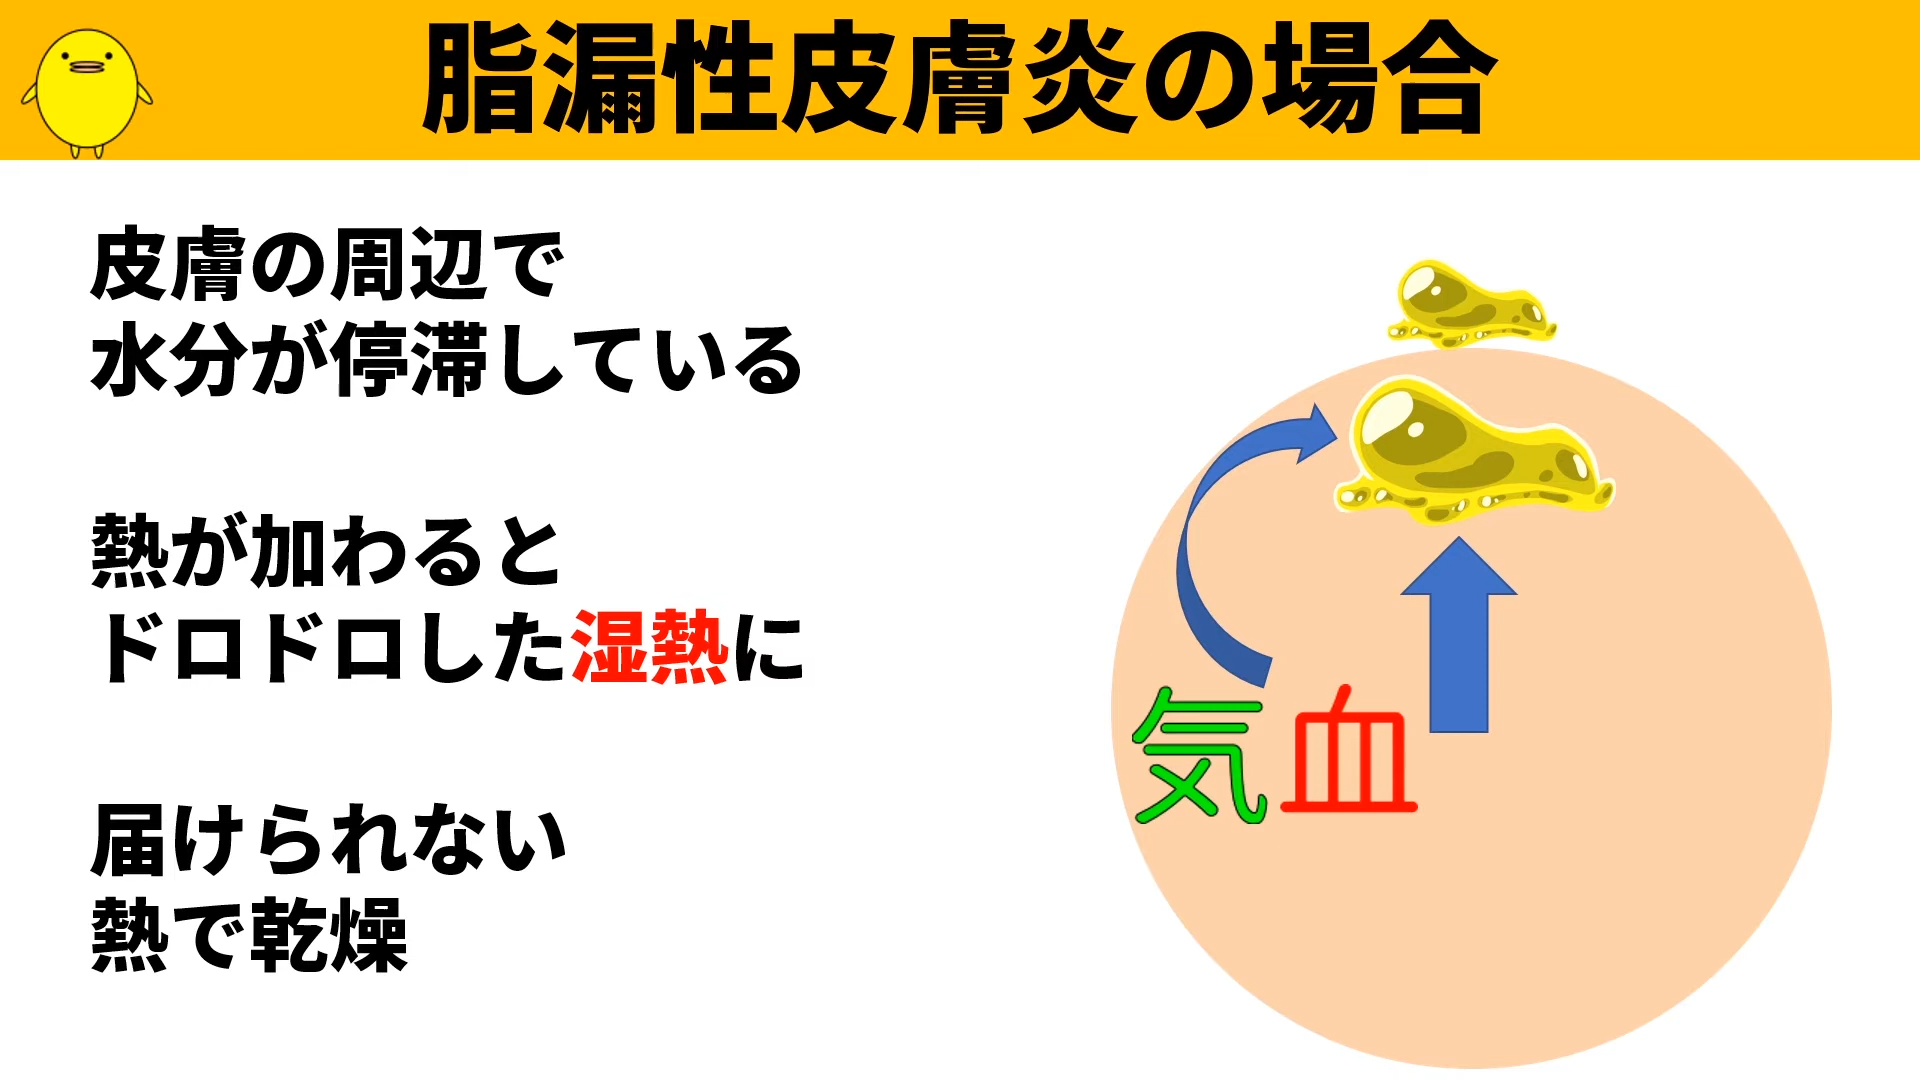 脂漏性皮膚炎の場合
皮膚の周辺で
水分が停滞している
熱が加わると
ドロドロした湿熱に
届けられない
熱で乾燥
気血